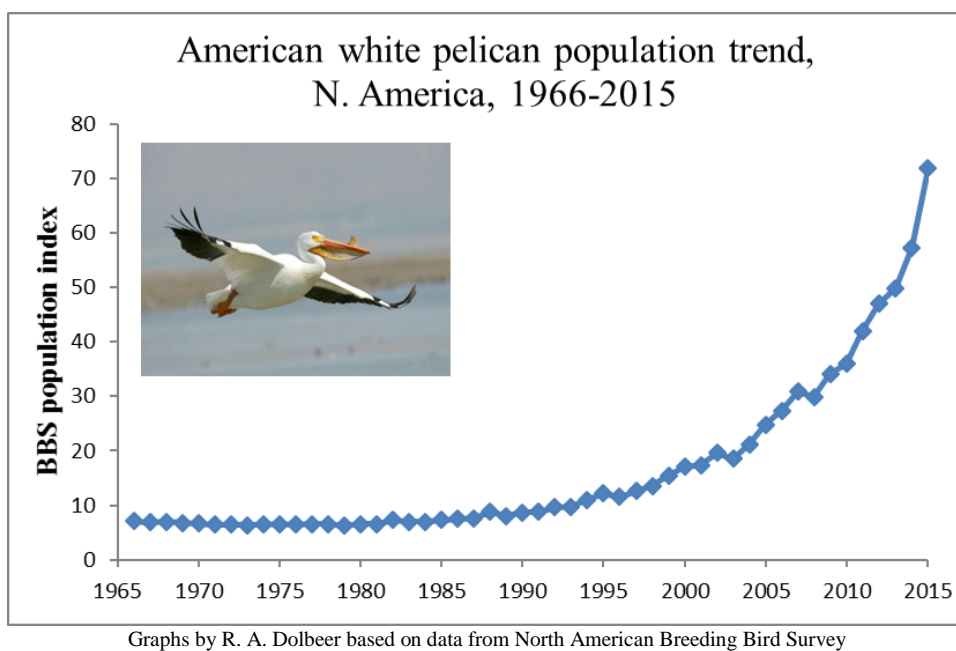 American white pelican population trend,
N. America, 1966-2015
BBS population index
80
70
60
50
40
30
20
10
0
1965 1970 1975 1980 1985 1990 1995 2000 2005 2010 2015
Graphs by R. A. Dolbeer based on data from North American Breeding Bird Survey